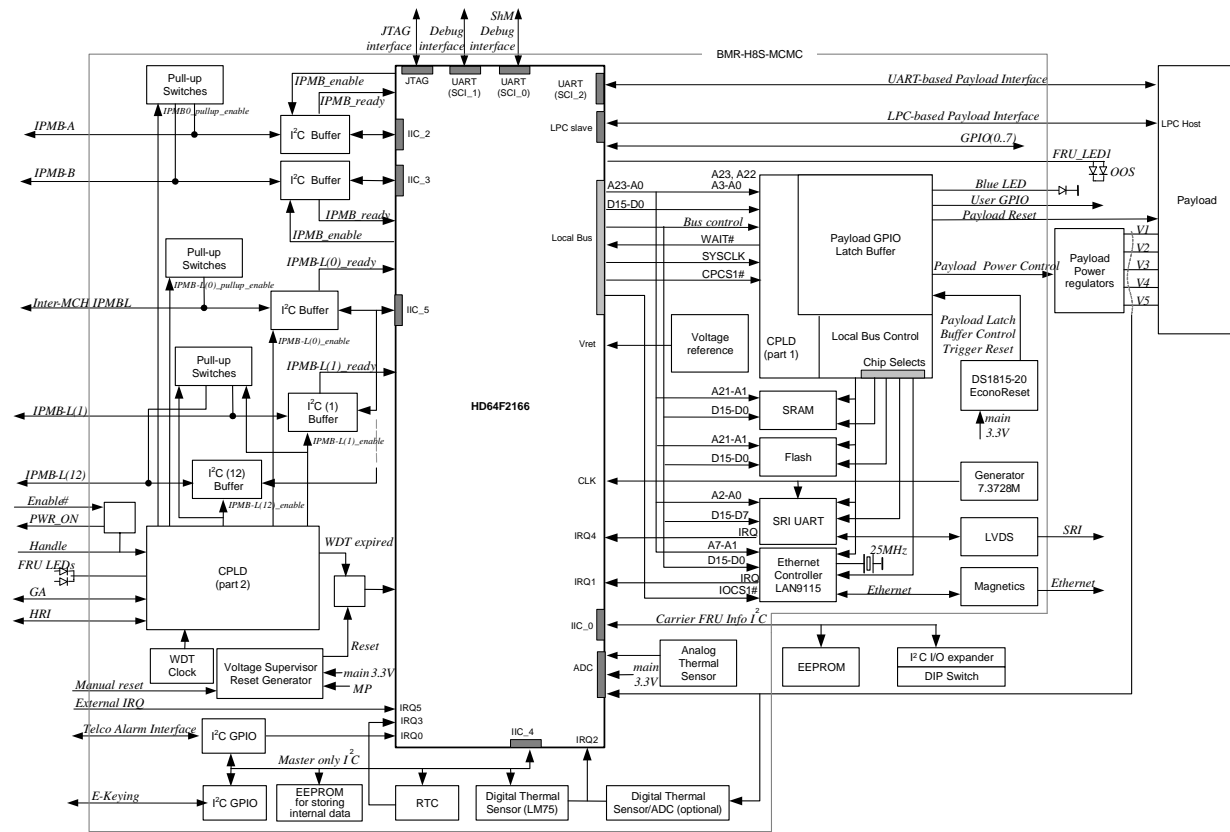 JTAG interface
Debug interface
ShM Debug interface
BMR-H8S-MCMC
Pull-up Switches
IPMB0_pullup_enable
IPMB_enable
IPMB_ready
JTAG
UART (SCI_1)
UART (SCI_0)
UART (SCI_2)
UART-based Payload Interface
IPMB-A
I²C Buffer
IIC_2
LPC slave
LPC-based Payload Interface
LPC Host
GPIO(0..7)
FRU_LED1
OOS
IPMB-B
I²C Buffer
IIC_3
IPMB_ready
IPMB_enable
A23-A0
A23, A22
A3-A0
D15-D0
Bus control
WAIT#
SYSCLK
CPCS1#
Local Bus
Payload GPIO Latch Buffer
CPLD (part 1)
Local Bus Control
Chip Selects
Blue LED
User GPIO
Payload Reset
Payload
Payload Power Control
Payload Power regulators
V1
V2
V3
V4
V5
Pull-up Switches
IPMB-L(0)_ready
IPMB-L(0)_pullup_enable
Inter-MCH IPMBL
I²C Buffer
IIC_5
IPMB-L(0)_enable
Vret
Voltage reference
Payload Latch Buffer Control Trigger Reset
DS1815-20 EconoReset
main 3.3V
Pull-up Switches
IPMB-L(1)_ready
IPMB-L(1)
I²C (1) Buffer
IPMB-L(1)_enable
HD64F2166
A21-A1
D15-D0
SRAM
A21-A1
D15-D0
Flash
IPMB-L(12)
I²C (12) Buffer
IPMB-L(12)_enable
CLK
Generator 7.3728M
Enable#
PWR_ON
Handle
FRU LEDs
GA
HRI
CPLD (part 2)
WDT expired
A2-A0
D15-D7
IRQ
IRQ4
SRI UART
LVDS
SRI
25MHz
A7-A1
D15-D0
IRQ
IRQ1
IOCS1#
Ethernet Controller LAN9115
Ethernet
Magnetics
Ethernet
WDT Clock
Reset
Voltage Supervisor Reset Generator
main 3.3V
MP
Manual reset
IIC_0
Carrier FRU Info I²C
ADC
main 3.3V
Analog Thermal Sensor
EEPROM
I²C I/O expander
DIP Switch
External IRQ
IRQ5
IRQ3
IRQ0
Telco Alarm Interface
I²C GPIO
IIC_4
IRQ2
Master only I²C
E-Keying
I²C GPIO
EEPROM for storing internal data
RTC
Digital Thermal Sensor (LM75)
Digital Thermal Sensor/ADC (optional)